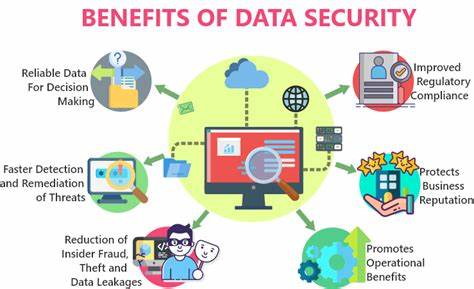 BENEFITS OF DATA SECURITY
Reliable Data
For Decision
Making
Improved
Regulatory
Compliance
Faster Detection
and Remediation
of Threats
Protects
Business
Reputation
Reduction of
Insider Fraud,
Theft and
Data Leakages
Promotes
Operational
Benefits